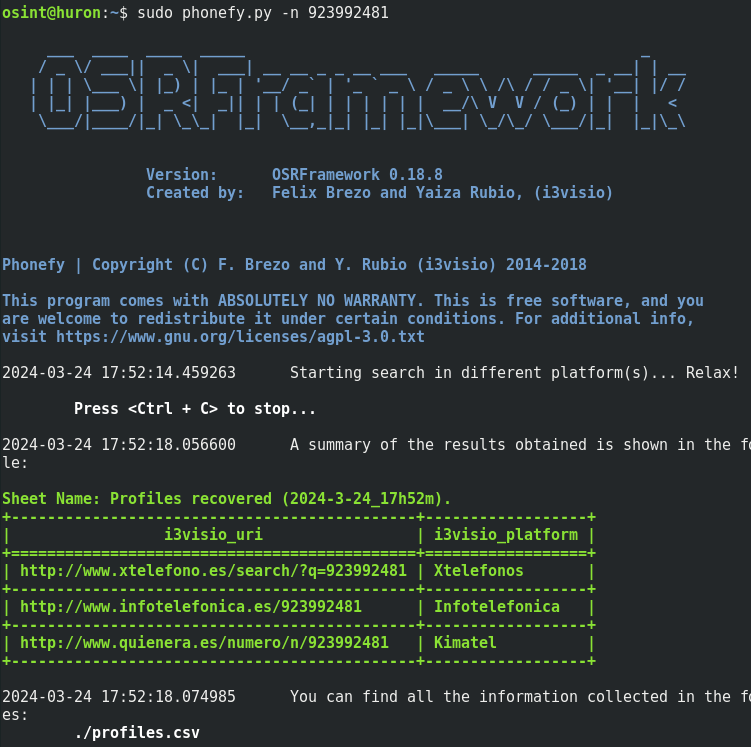 osint@huron:~$ sudo phonefy.py -n 923992481
OSRFramework
Version: OSRFramework 0.18.8
Created by: Felix Brezo and Yaiza Rubio, (i3visio)
Phonefy | Copyright (C) F. Brezo and Y. Rubio (i3visio) 2014-2018
This program comes with ABSOLUTELY NO WARRANTY. This is free software, and you
are welcome to redistribute it under certain conditions. For additional info,
visit https://www.gnu.org/licenses/agpl-3.0.txt
2024-03-24 17:52:14.459263 Starting search in different platform(s)... Relax!
Press <Ctrl + C> to stop...
2024-03-24 17:52:18.056600 A summary of the results obtained is shown in the fo
le:
Sheet Name: Profiles recovered (2024-3-24_17h52m).
| i3visio_uri | i3visio_platform |
| http://www.xtelefono.es/search/?q=923992481 | Xtelefonos |
| http://www.infotelefonica.es/923992481 | Infotelefonica |
| http://www.quienera.es/numero/n/923992481 | Kimatel |
2024-03-24 17:52:18.074985 You can find all the information collected in the fo
es:
./profiles.csv